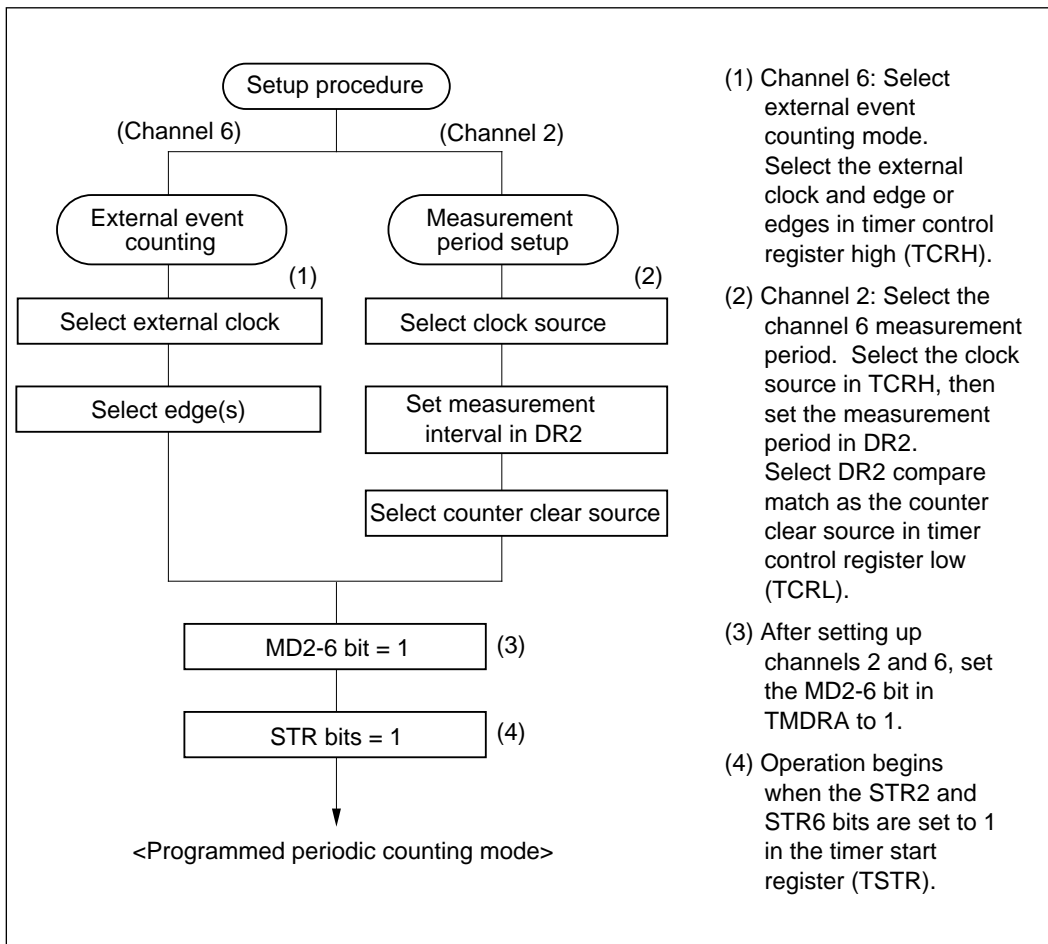 Setup procedure
(Channel 6)
(Channel 2)
External event
counting
Measurement
period setup
(1)
(2)
Select external clock
Select clock source
Select edge(s)
Set measurement
interval in DR2
Select counter clear source
MD2-6 bit = 1
(3)
STR bits = 1
(4)
<Programmed periodic counting mode>
(1) Channel 6: Select
external event
counting mode.
Select the external
clock and edge or
edges in timer control
register high (TCRH).
(2) Channel 2: Select the
channel 6 measurement
period. Select the clock
source in TCRH, then
set the measurement
period in DR2.
Select DR2 compare
match as the counter
clear source in timer
control register low
(TCRL).
(3) After setting up
channels 2 and 6, set
the MD2-6 bit in
TMDRA to 1.
(4) Operation begins
when the STR2 and
STR6 bits are set to 1
in the timer start
register (TSTR).